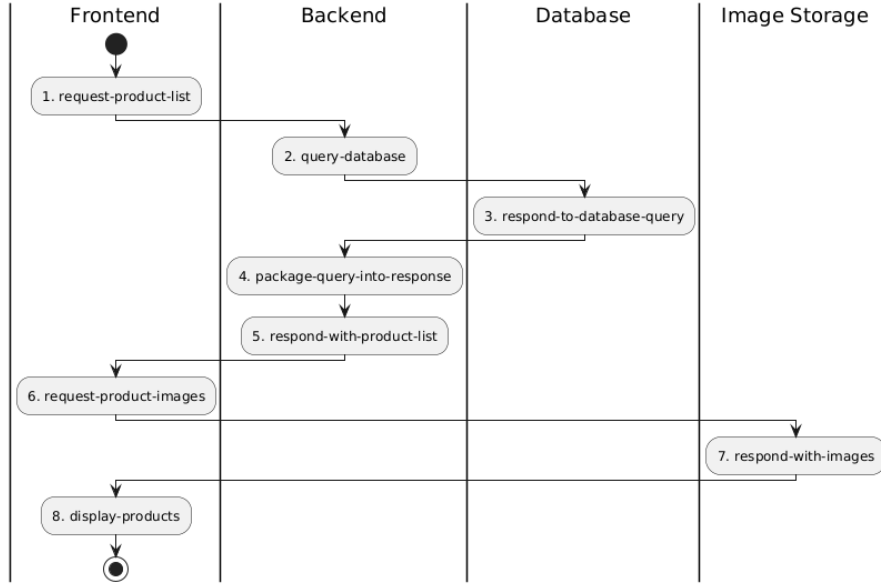 Frontend
Backend
Database
Image Storage
1. request-product-list
2. query-database
3. respond-to-database-query
4. package-query-into-response
5. respond-with-product-list
6. request-product-images
7. respond-with-images
8. display-products